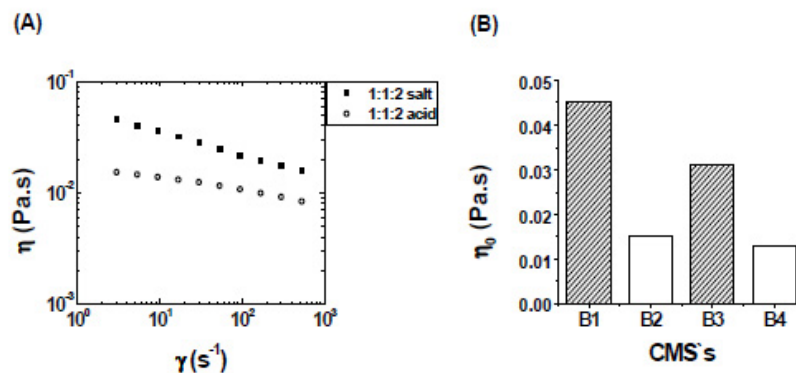 (A)
(B)
η (Pa.s)
10⁻¹
10⁻²
10⁻³
10⁰
10¹
10²
10³
γ (s⁻¹)
1:1:2 salt
1:1:2 acid
η₀ (Pa.s)
0.05
0.04
0.03
0.02
0.01
0.00
B1 B2 B3 B4
CMS`s